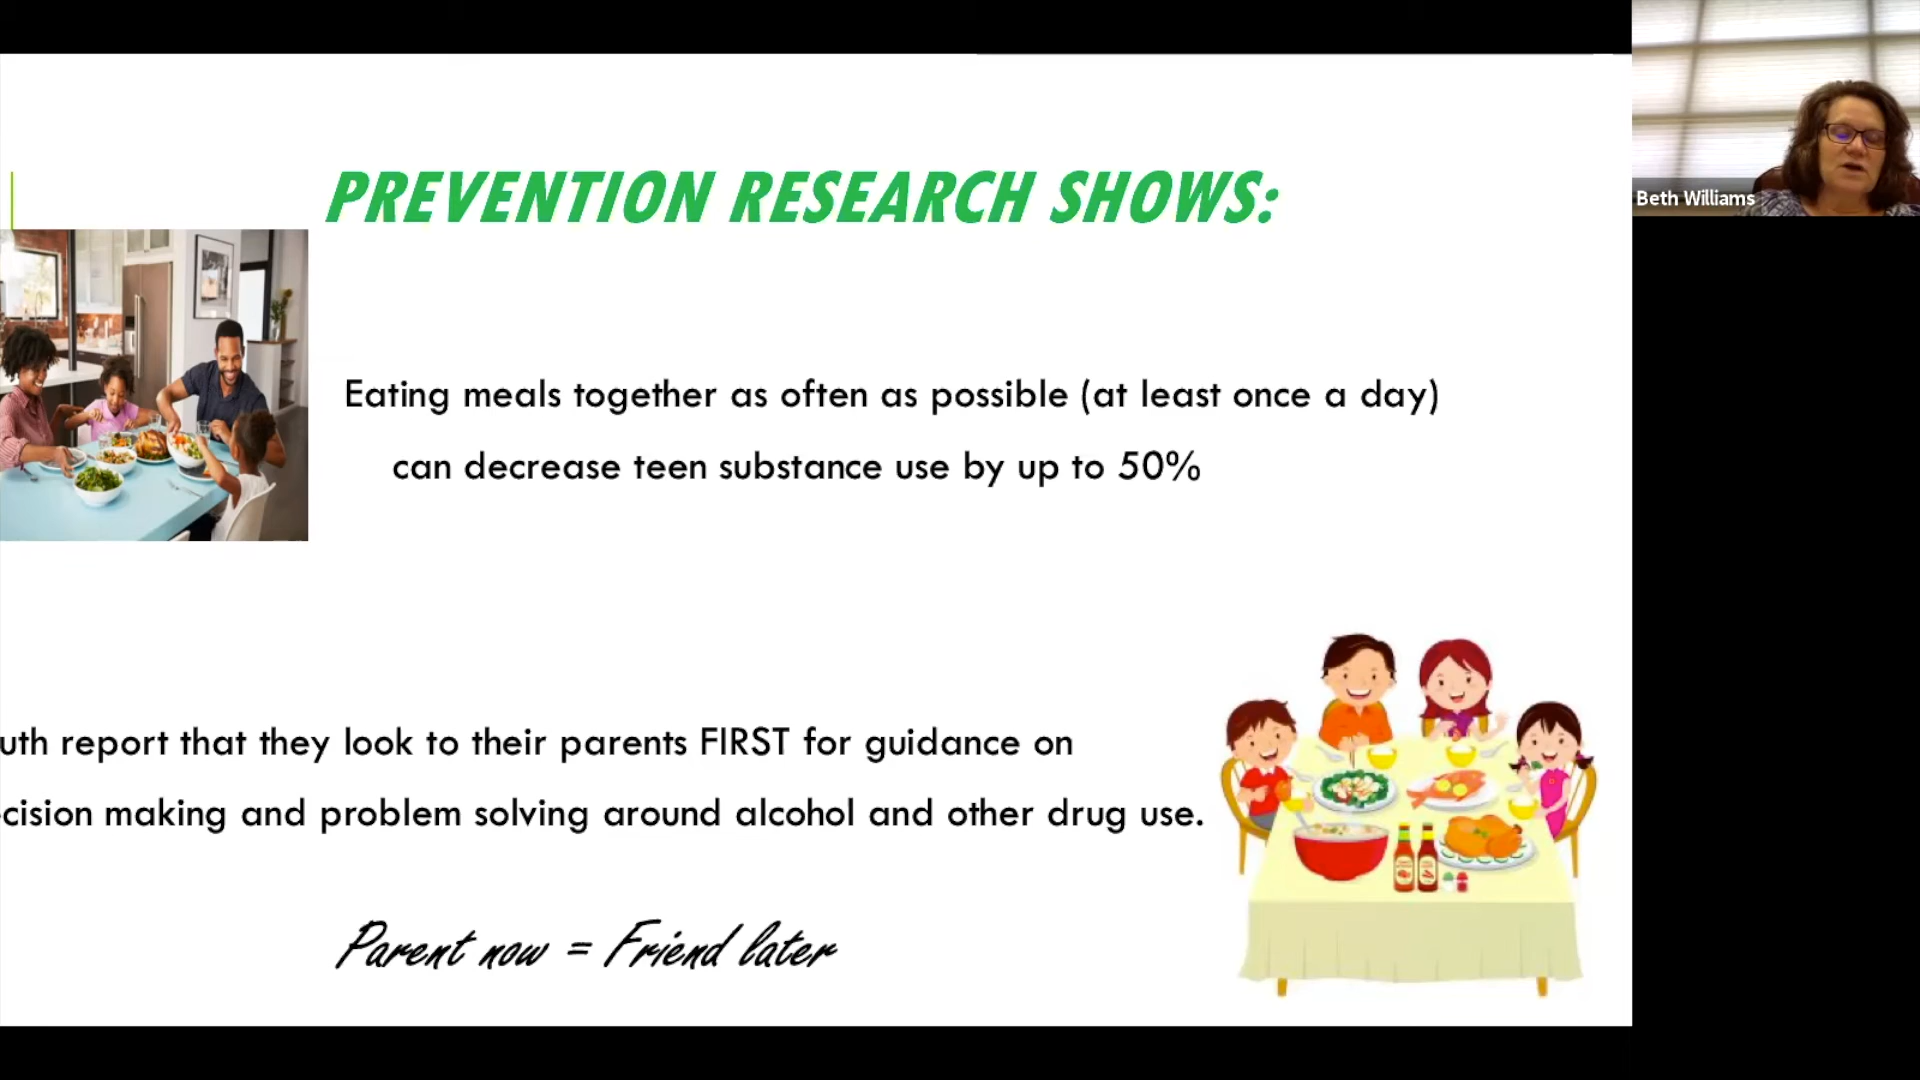 PREVENTION RESEARCH SHOWS:
Beth Williams
Eating meals together as often as possible (at least once a day)
can decrease teen substance use by up to 50%
uth report that they look to their parents FIRST for guidance on
cision making and problem solving around alcohol and other drug use.
Parent now = Friend later